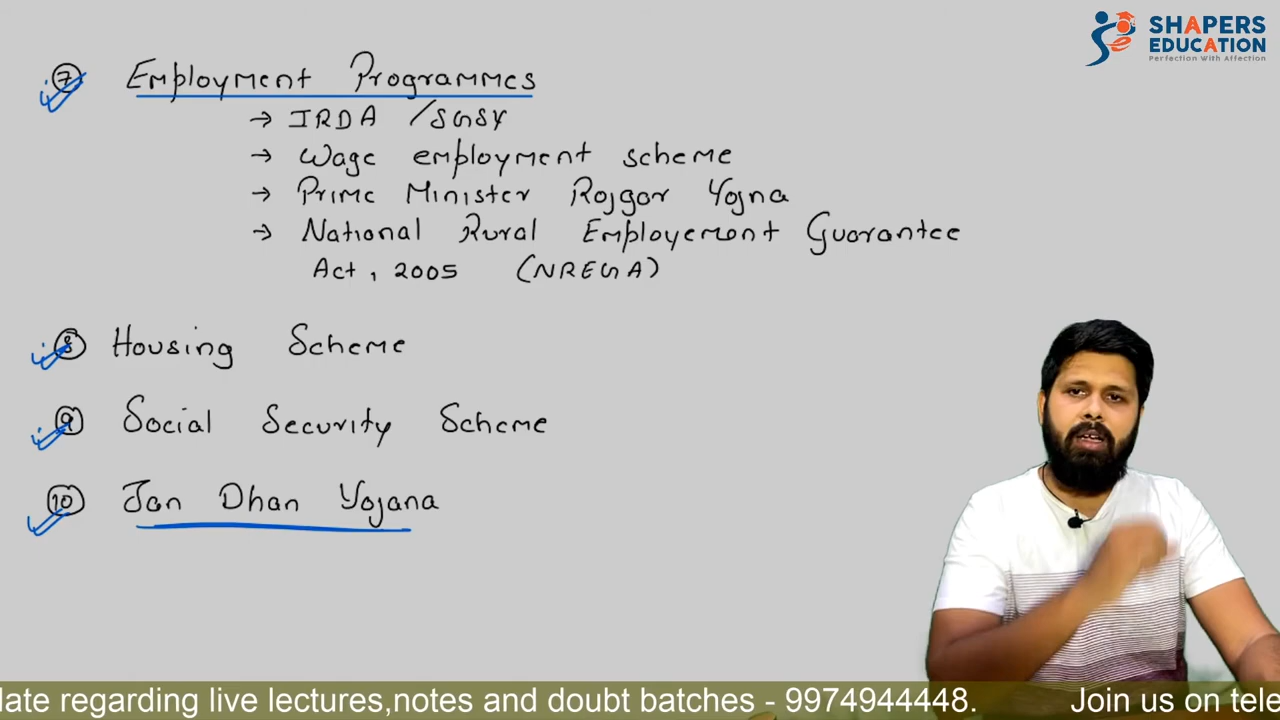 SHAPERS
EDUCATION
Perfection With Affection
7 Employment Programmes
→ IRDA / SGSY
→ Wage employment scheme
→ Prime Minister Rojgar Yojna
→ National Rural Employement Guarantee
Act, 2005 (NREGA)
8 Housing Scheme
9 Social Security Scheme
10 Jan Dhan Yojana
late regarding live lectures,notes and doubt batches - 9974944448. Join us on tele